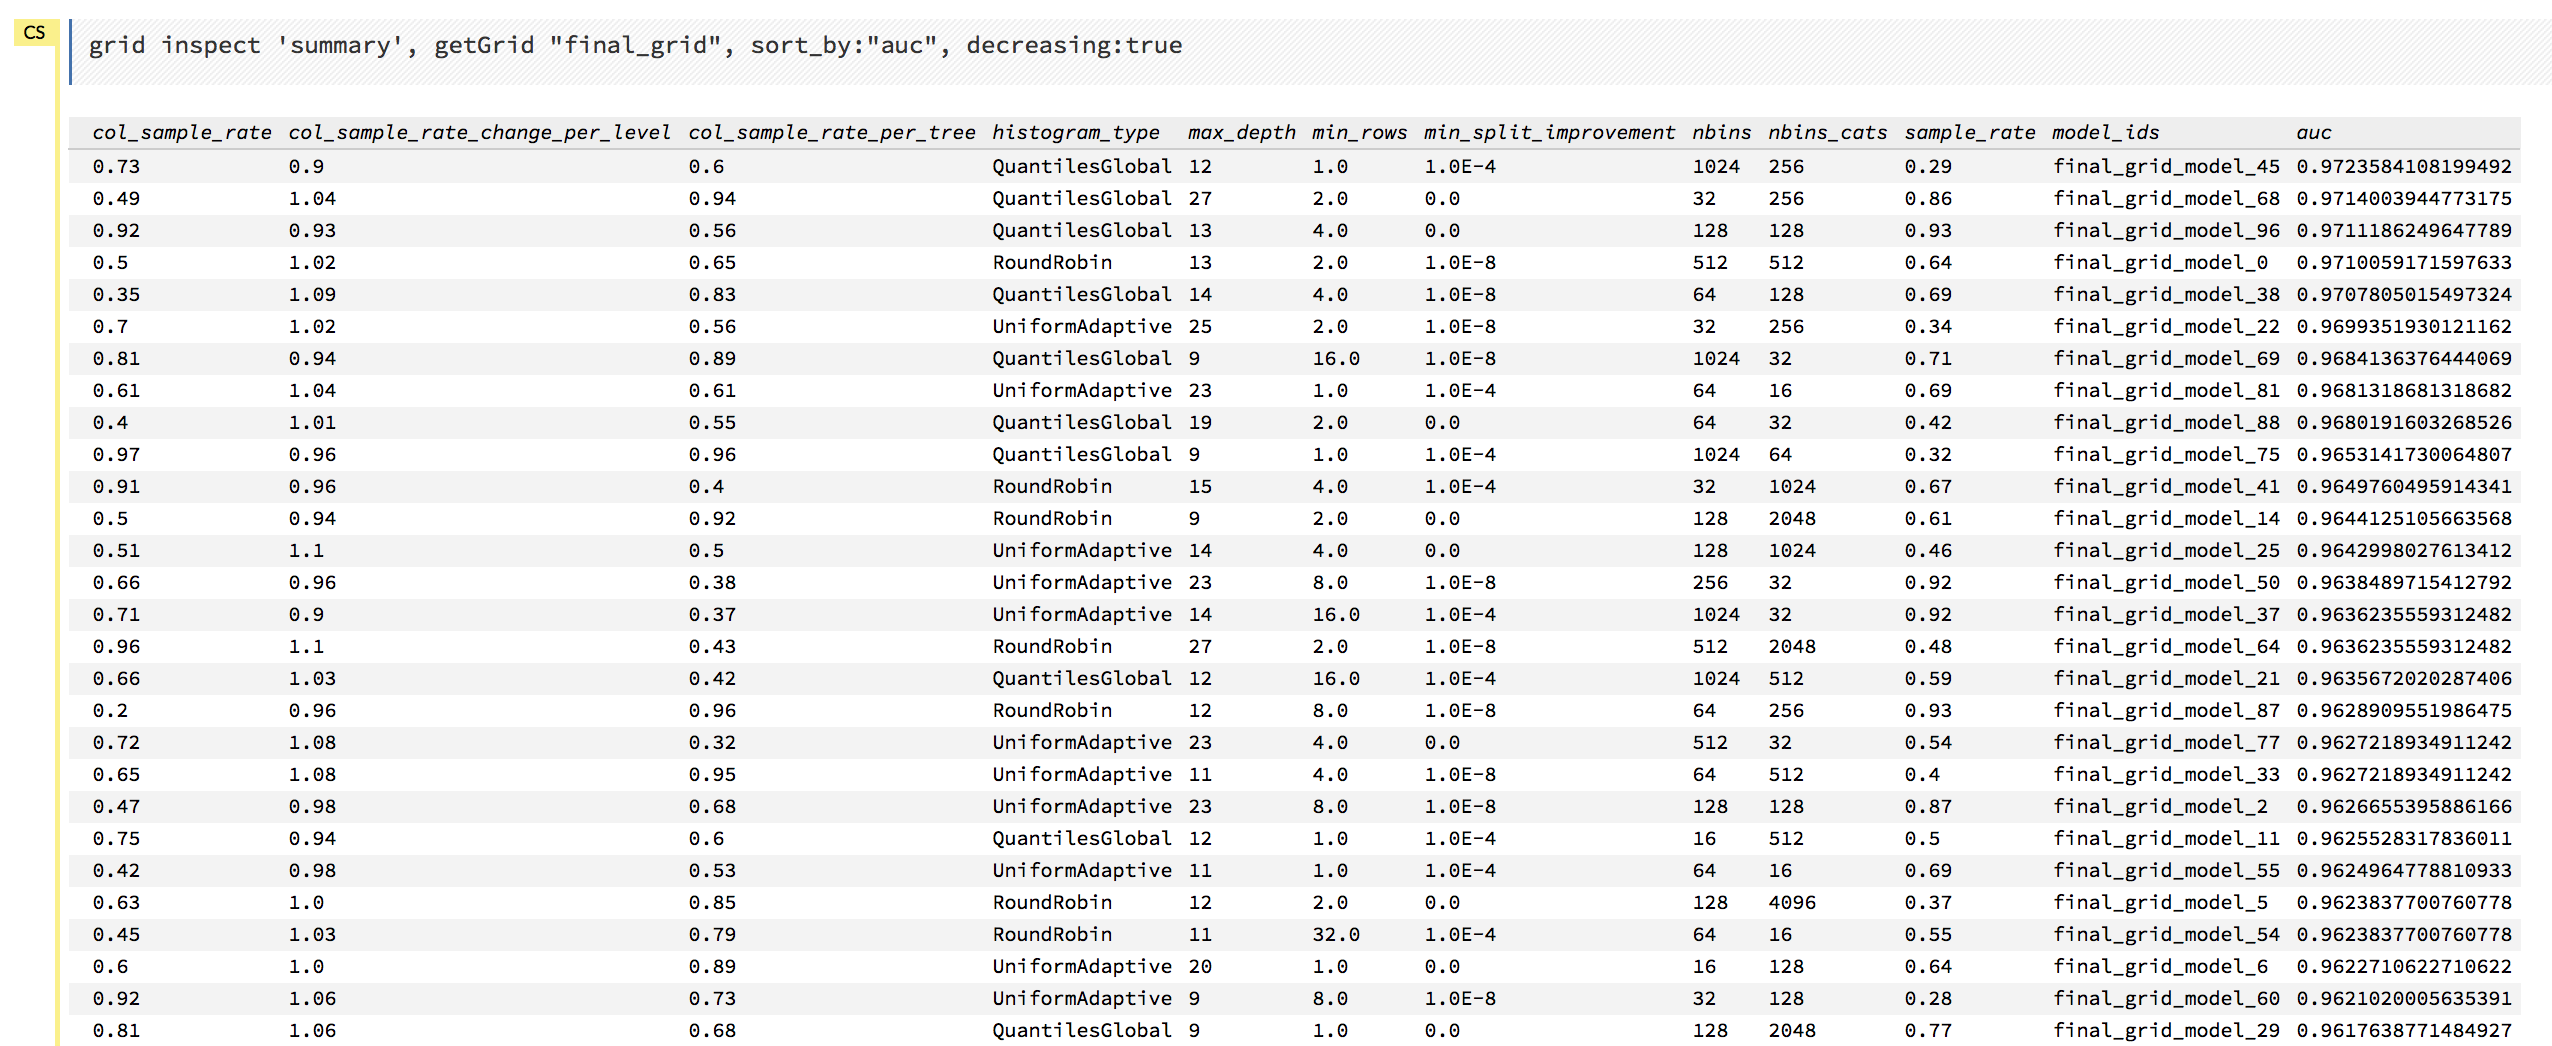 CS
grid inspect 'summary', getGrid "final_grid", sort_by:"auc", decreasing:true
col_sample_rate col_sample_rate_change_per_level col_sample_rate_per_tree histogram_type max_depth min_rows min_split_improvement nbins nbins_cats sample_rate model_ids auc
0.73 0.9 0.6 QuantilesGlobal 12 1.0 1.0E-4 1024 256 0.29 final_grid_model_45 0.9723584108199492
0.49 1.04 0.94 QuantilesGlobal 27 2.0 0.0 32 256 0.86 final_grid_model_68 0.9714003944773175
0.92 0.93 0.56 QuantilesGlobal 13 4.0 0.0 128 128 0.93 final_grid_model_96 0.9711186249647789
0.5 1.02 0.65 RoundRobin 13 2.0 1.0E-8 512 512 0.64 final_grid_model_0 0.9710059171597633
0.35 1.09 0.83 QuantilesGlobal 14 4.0 1.0E-8 64 128 0.69 final_grid_model_38 0.9707805015497324
0.7 1.02 0.56 UniformAdaptive 25 2.0 1.0E-8 32 256 0.34 final_grid_model_22 0.9699351930121162
0.81 0.94 0.89 QuantilesGlobal 9 16.0 1.0E-8 1024 32 0.71 final_grid_model_69 0.9684136376444069
0.61 1.04 0.61 UniformAdaptive 23 1.0 1.0E-4 64 16 0.69 final_grid_model_81 0.9681318681318682
0.4 1.01 0.55 QuantilesGlobal 19 2.0 0.0 64 32 0.42 final_grid_model_88 0.9680191603268526
0.97 0.96 0.96 QuantilesGlobal 9 1.0 1.0E-4 1024 64 0.32 final_grid_model_75 0.9653141730064807
0.91 0.96 0.4 RoundRobin 15 4.0 1.0E-4 32 1024 0.67 final_grid_model_41 0.9649760495914341
0.5 0.94 0.92 RoundRobin 9 2.0 0.0 128 2048 0.61 final_grid_model_14 0.9644125105663568
0.51 1.1 0.5 UniformAdaptive 14 4.0 0.0 128 1024 0.46 final_grid_model_25 0.9642998027613412
0.66 0.96 0.38 UniformAdaptive 23 8.0 1.0E-8 256 32 0.92 final_grid_model_50 0.9638489715412792
0.71 0.9 0.37 UniformAdaptive 14 16.0 1.0E-4 1024 32 0.92 final_grid_model_37 0.9636235559312482
0.96 1.1 0.43 RoundRobin 27 2.0 1.0E-8 512 2048 0.48 final_grid_model_64 0.9636235559312482
0.66 1.03 0.42 QuantilesGlobal 12 16.0 1.0E-4 1024 512 0.59 final_grid_model_21 0.9635672020287406
0.2 0.96 0.96 RoundRobin 12 8.0 1.0E-8 64 256 0.93 final_grid_model_87 0.9628909551986475
0.72 1.08 0.32 UniformAdaptive 23 4.0 0.0 512 32 0.54 final_grid_model_77 0.9627218934911242
0.65 1.08 0.95 UniformAdaptive 11 4.0 1.0E-8 64 512 0.4 final_grid_model_33 0.9627218934911242
0.47 0.98 0.68 UniformAdaptive 23 8.0 1.0E-8 128 128 0.87 final_grid_model_2 0.9626655395886166
0.75 0.94 0.6 QuantilesGlobal 12 1.0 1.0E-4 16 512 0.5 final_grid_model_11 0.9625528317836011
0.42 0.98 0.53 UniformAdaptive 11 1.0 1.0E-4 64 16 0.69 final_grid_model_55 0.9624964778810933
0.63 1.0 0.85 RoundRobin 12 2.0 0.0 128 4096 0.37 final_grid_model_5 0.9623837700760778
0.45 1.03 0.79 RoundRobin 11 32.0 1.0E-4 64 16 0.55 final_grid_model_54 0.9623837700760778
0.6 1.0 0.89 UniformAdaptive 20 1.0 0.0 16 128 0.64 final_grid_model_6 0.9622710622710622
0.92 1.06 0.73 UniformAdaptive 9 8.0 1.0E-8 32 128 0.28 final_grid_model_60 0.9621020005635391
0.81 1.06 0.68 QuantilesGlobal 9 1.0 0.0 128 2048 0.77 final_grid_model_29 0.9617638771484927